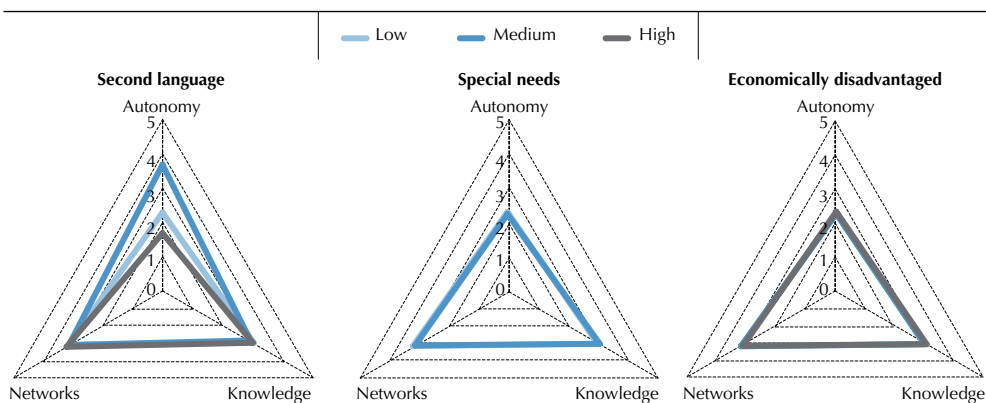 Low Medium High
Second language
Autonomy
5
4
3
2
1
0
Networks Knowledge
Special needs
Autonomy
5
4
3
2
1
0
Networks Knowledge
Economically disadvantaged
Autonomy
5
4
3
2
1
0
Networks Knowledge